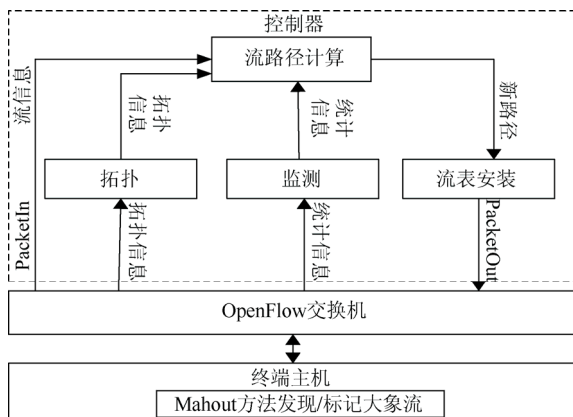 控制器
流路径计算
流信息
拓扑信息
统计信息
新路径
拓扑
监测
流表安装
PacketIn
拓扑信息
统计信息
PacketOut
OpenFlow交换机
终端主机
Mahout方法发现/标记大象流